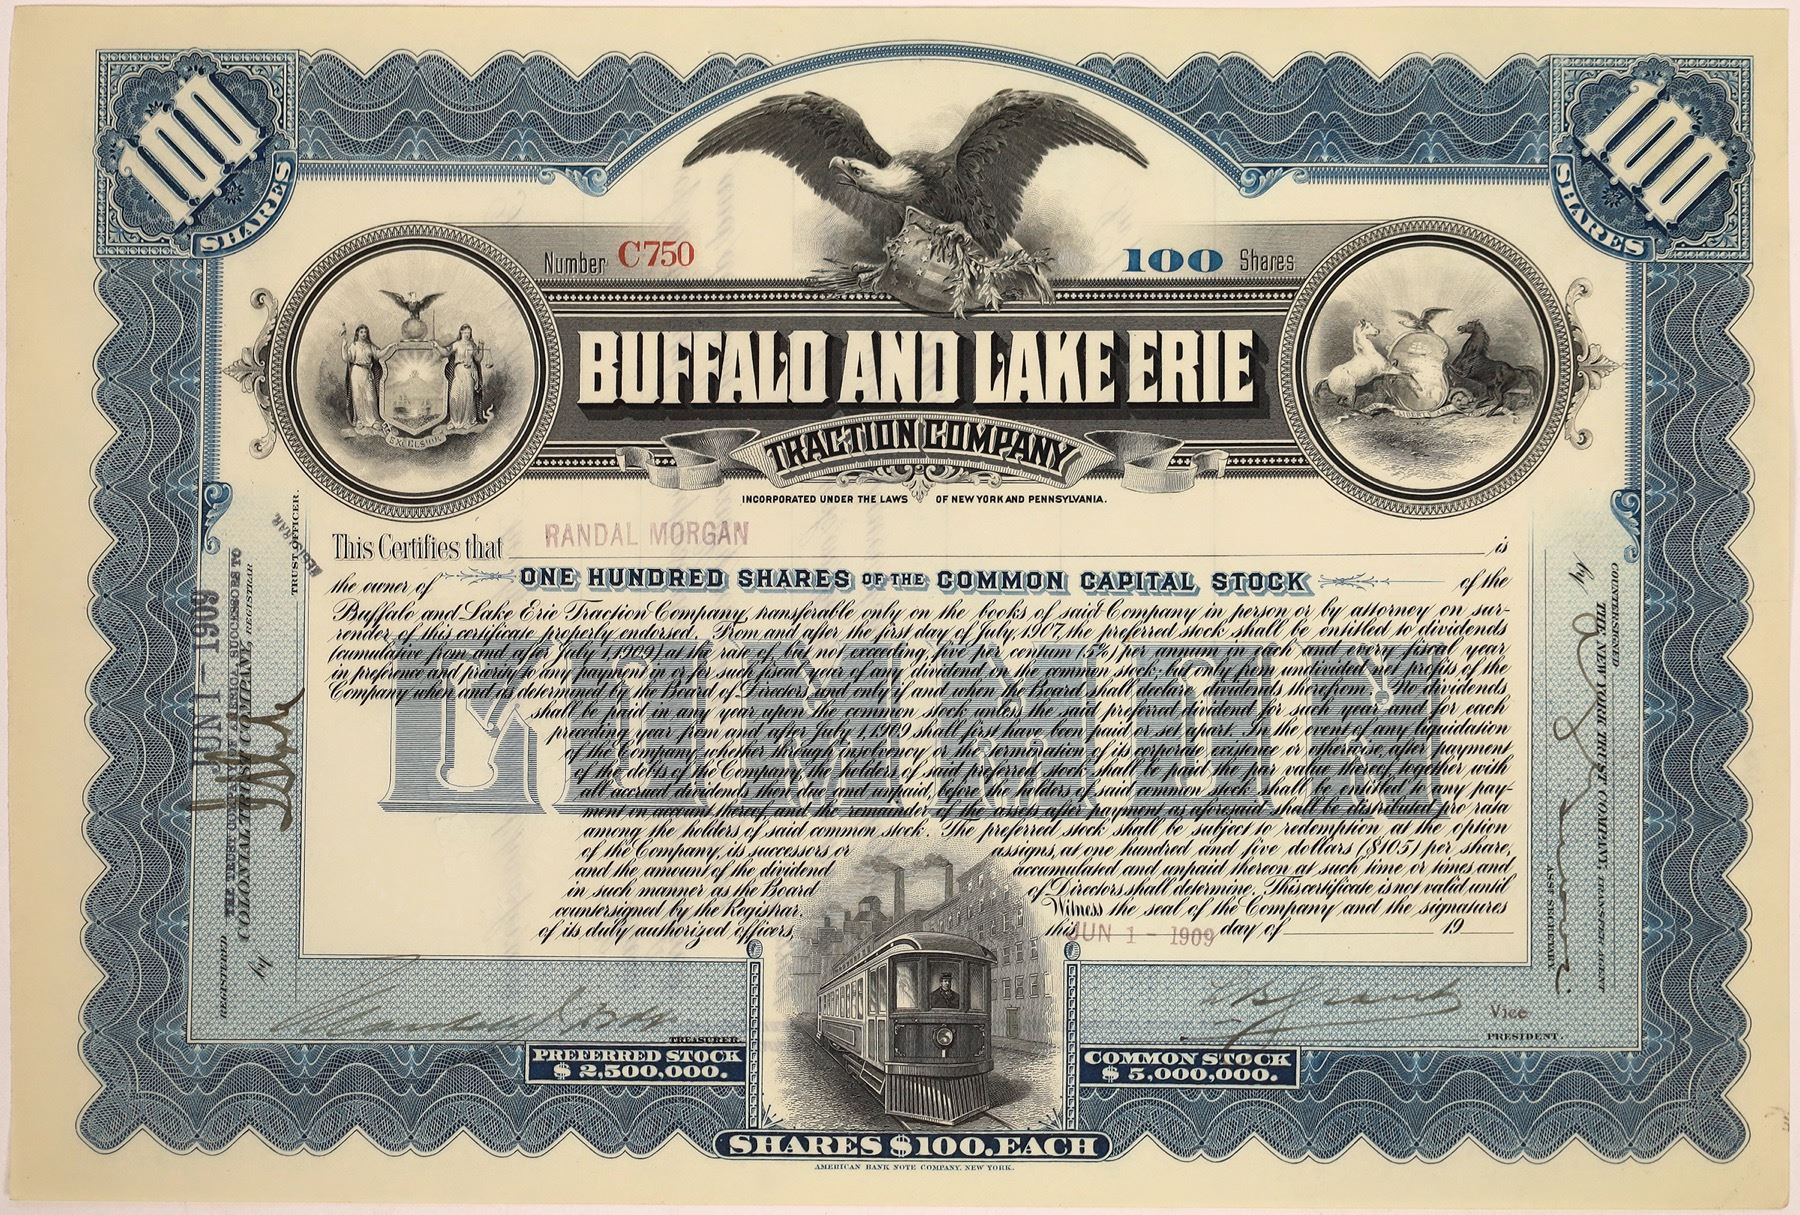 100 SHARES
100 SHARES
Number C750
100 Shares
EXCELSIOR
BUFFALO AND LAKE ERIE
TRACTION COMPANY
INCORPORATED UNDER THE LAWS OF NEW YORK AND PENNSYLVANIA.
This Certifies that RANDAL MORGAN is
the owner of ONE HUNDRED SHARES OF THE COMMON CAPITAL STOCK of the
Buffalo and Lake Erie Traction Company, transferable only on the books of said Company in person or by attorney on sur-
render of this certificate properly endorsed. From and after the first day of July, 1907, the preferred stock shall be entitled to dividends
(cumulative from and after July 1, 1909) at the rate of, but not exceeding, five per centum (5%) per annum in each and every fiscal year
in preference and priority to any payment in or for such fiscal year of any dividend on the common stock; but only from undivided net profits of the
Company when and as determined by the Board of Directors, and only if and when the Board shall declare dividends therefrom. No dividends
shall be paid in any year upon the common stock unless the said preferred dividend for such year and for each
preceding year from and after July 1, 1909 shall first have been paid or set apart. In the event of any liquidation
of the Company, whether through insolvency or the termination of its corporate existence or otherwise, after payment
of the debts of the Company, the holders of said preferred stock shall be paid the par value thereof, together with
all accrued dividends then due and unpaid, before the holders of said common stock shall be entitled to any pay-
ment on account thereof, and the remainder of the assets after payment as aforesaid shall be distributed pro rata
among the holders of said common stock. The preferred stock shall be subject to redemption at the option
of the Company, its successors or assigns, at one hundred and five dollars ($105) per share,
and the amount of the dividend accumulated and unpaid thereon at such time or times and
in such manner as the Board of Directors shall determine. This certificate is not valid until
countersigned by the Registrar. Witness the seal of the Company and the signatures
of its duly authorized officers, this JUN 1 - 1909 day of 19
TREASURER.
Vice
PRESIDENT.
PREFERRED STOCK
$2,500,000.
COMMON STOCK
$5,000,000.
SHARES $100. EACH
AMERICAN BANK NOTE COMPANY, NEW YORK.
JUN 1 - 1909
REGISTERED
THE TRUST COMPANY OF AMERICA SUCCESSORS TO
COLONIAL TRUST COMPANY, REGISTRAR
by
TRUST OFFICER.
REGISTRAR.
COUNTERSIGNED
THE NEW YORK TRUST COMPANY, TRANSFER AGENT
by
ASST SECRETARY